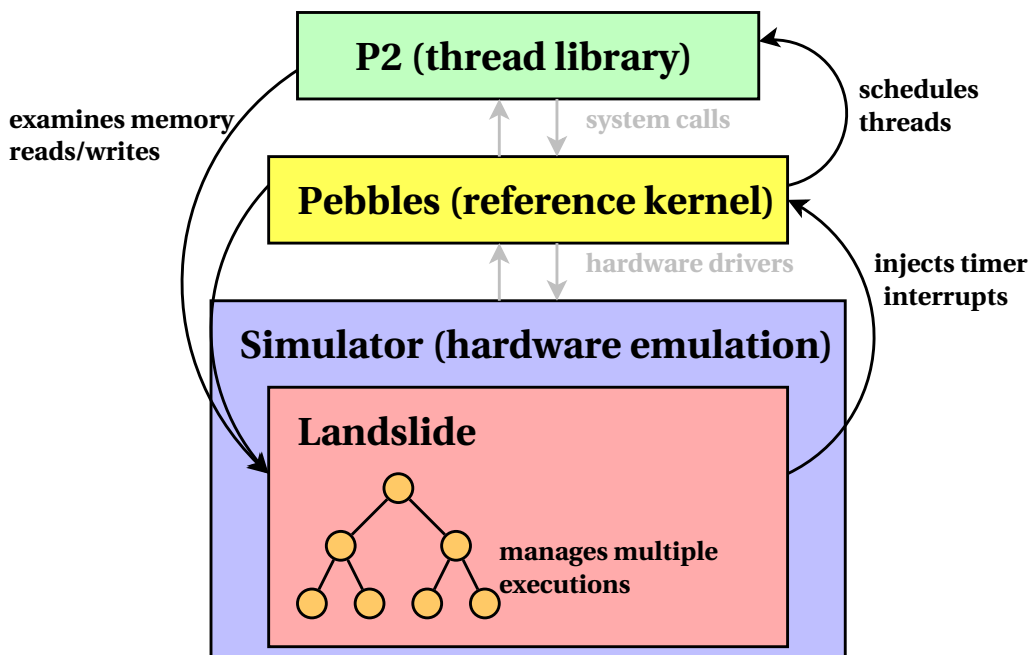 P2 (thread library)
examines memory
reads/writes
system calls
schedules
threads
Pebbles (reference kernel)
hardware drivers
injects timer
interrupts
Simulator (hardware emulation)
Landslide
manages multiple
executions